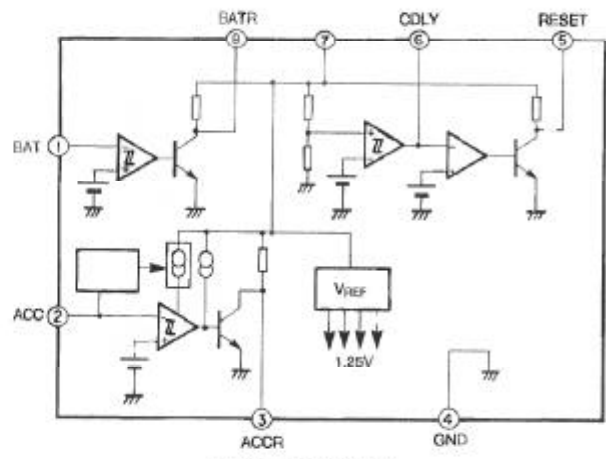 BATR CDLY RESET
8 7 6 5
BAT 1
ACC 2
VREF
1.25V
3 4
ACCR GND